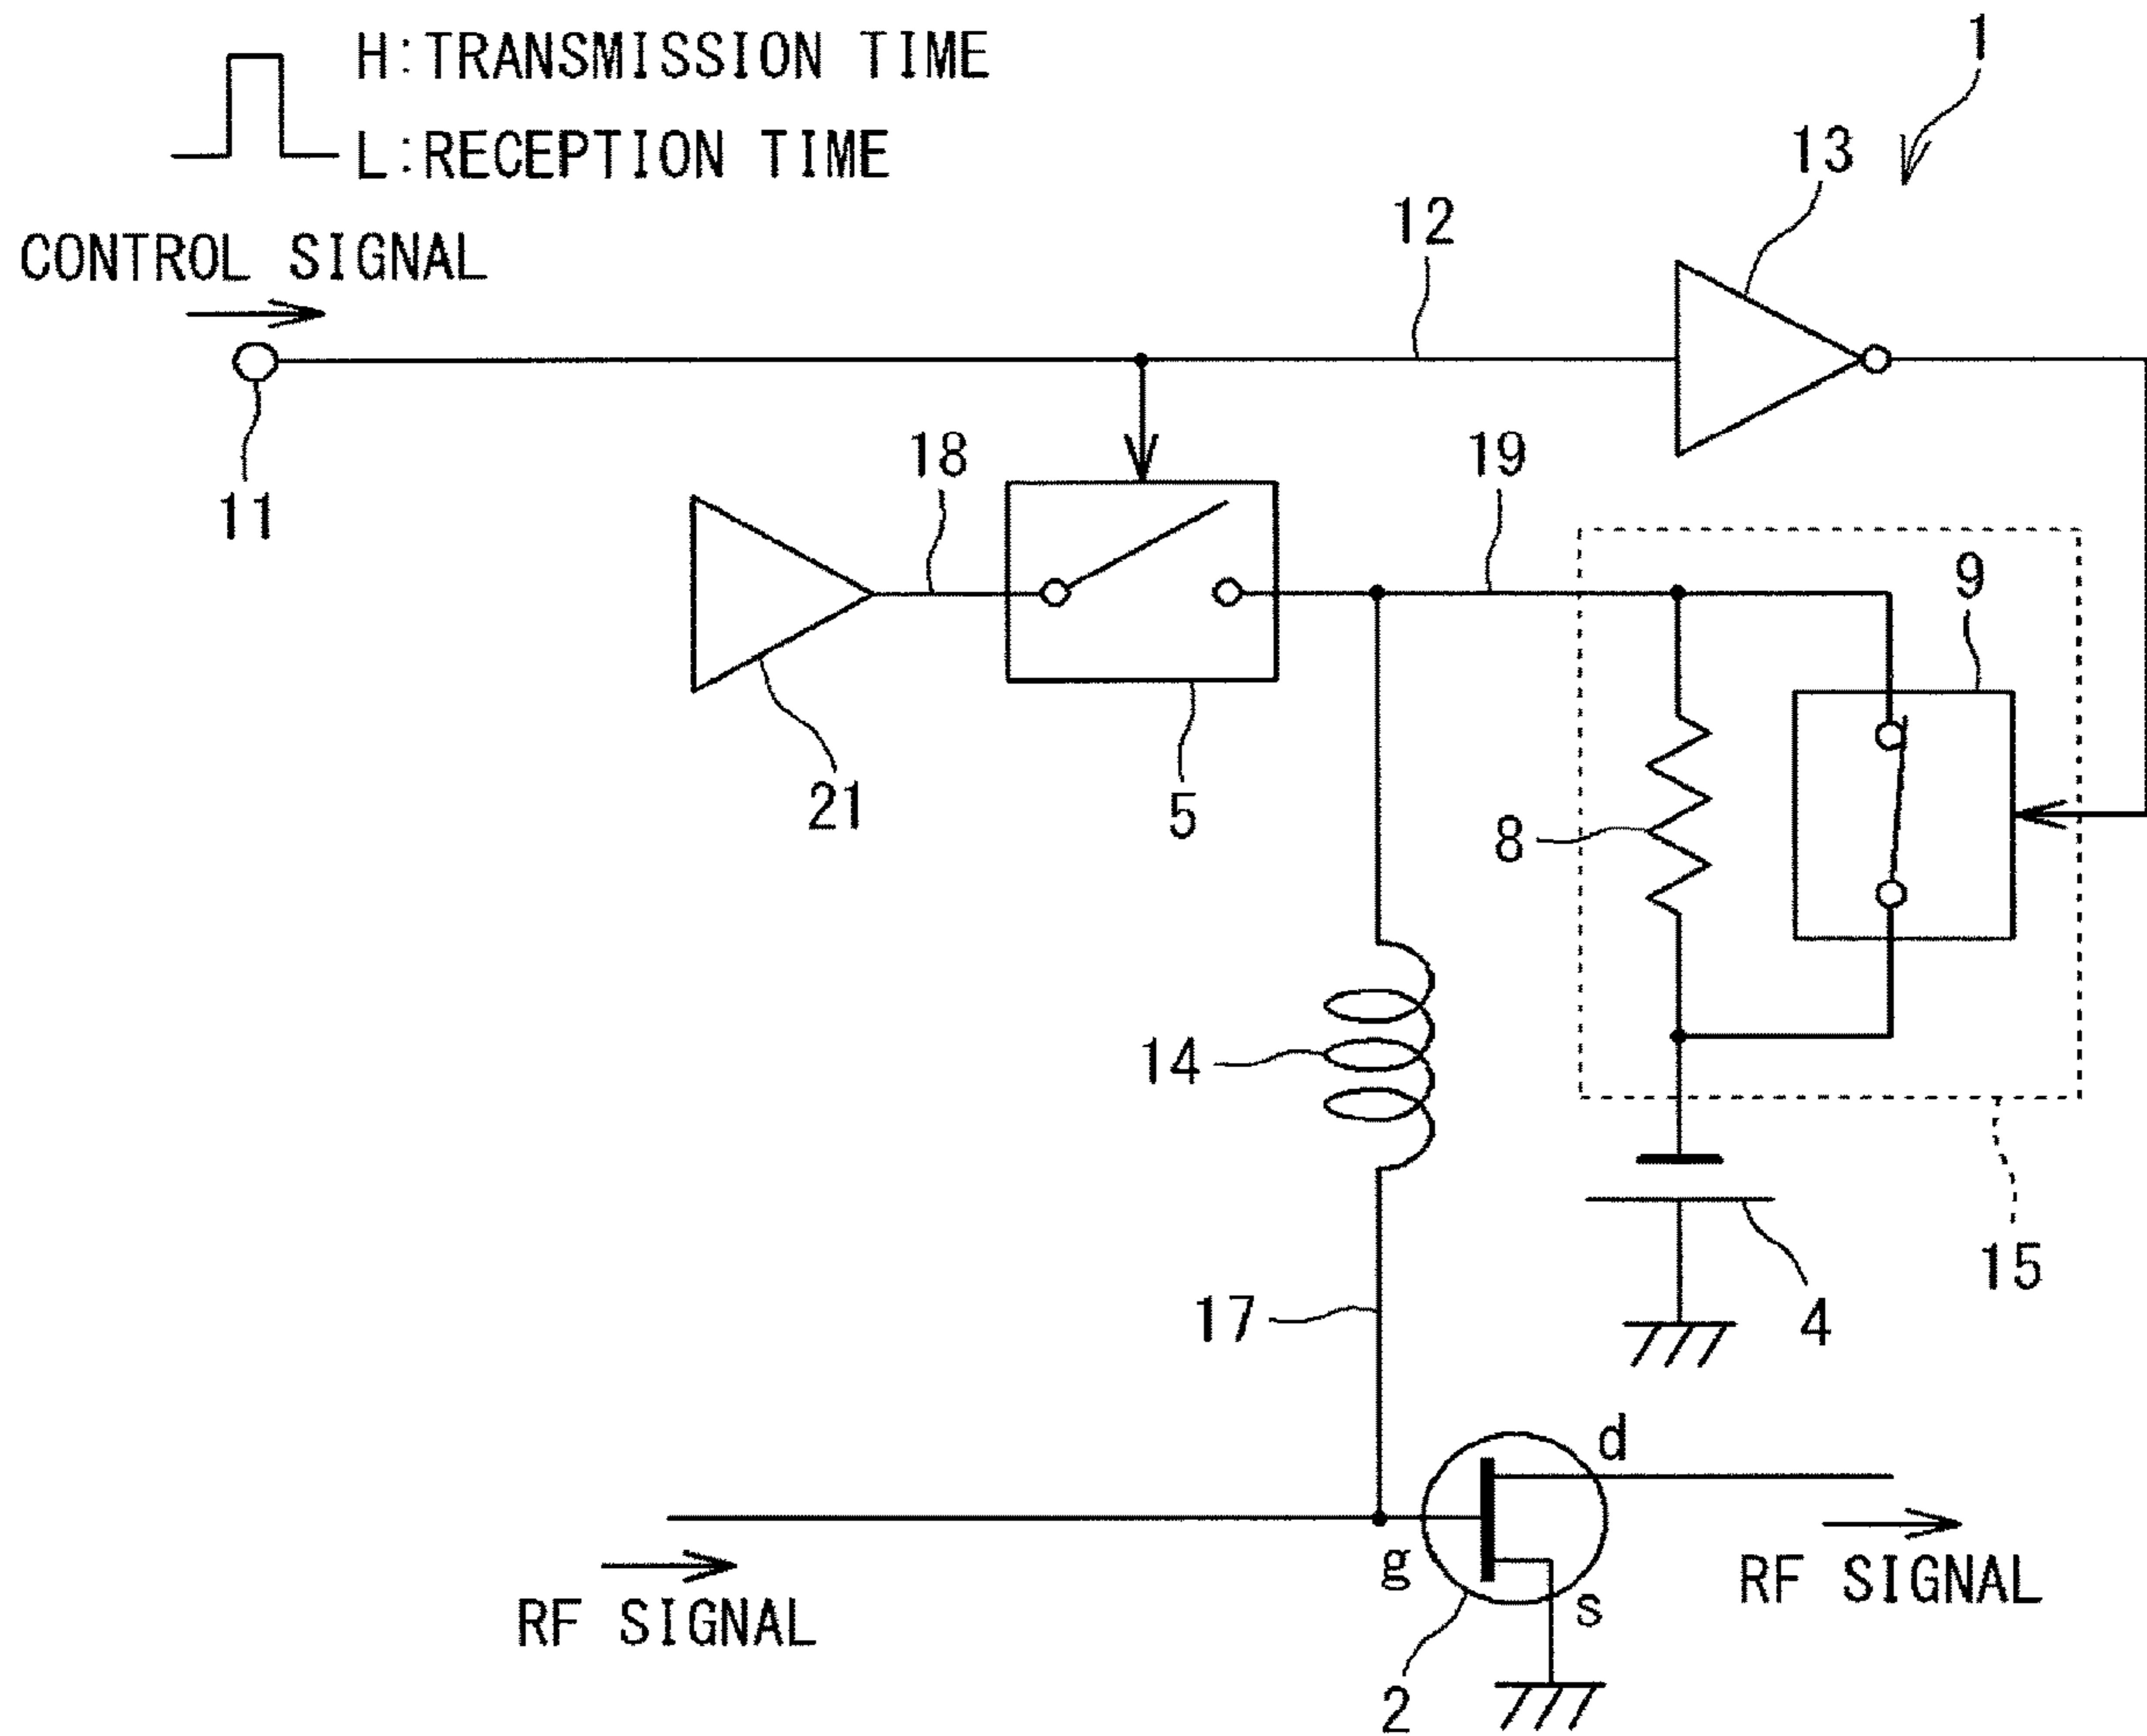 H:TRANSMISSION TIME
L:RECEPTION TIME
CONTROL SIGNAL
1
13
12
11
18
19
9
21
5
8
14
15
4
17
d
g
s
RF SIGNAL
RF SIGNAL
2